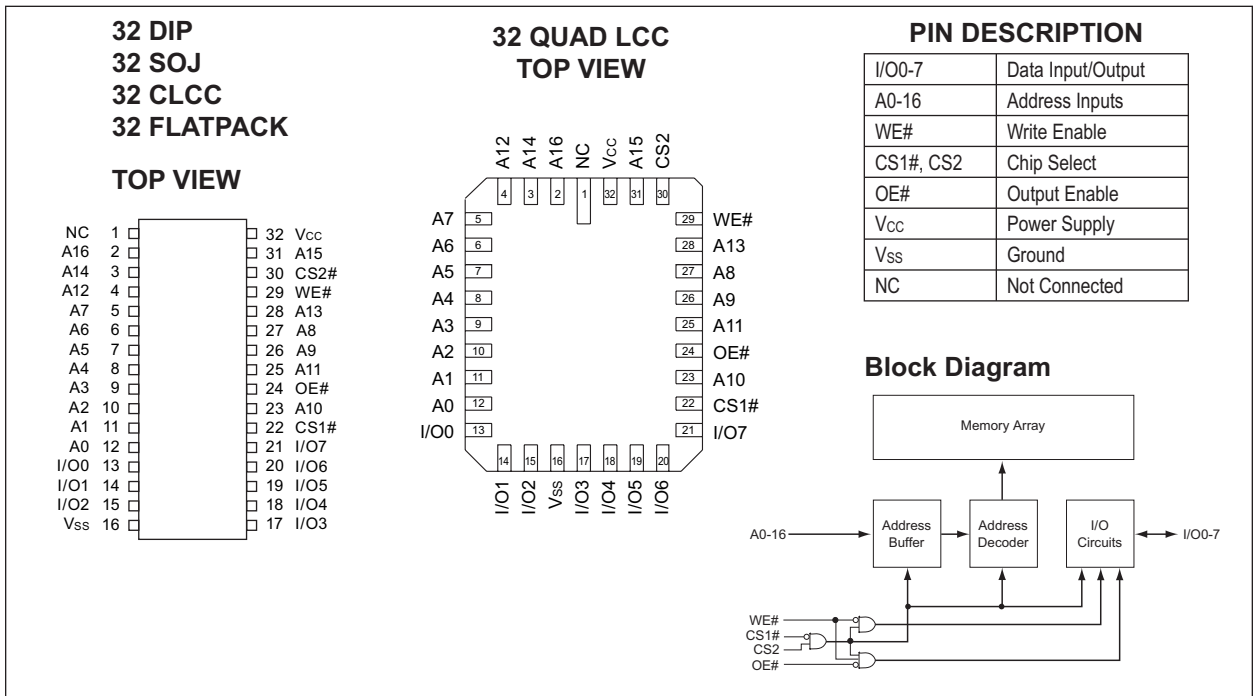 32 DIP
32 SOJ
32 CLCC
32 FLATPACK
TOP VIEW
NC 1
A16 2
A14 3
A12 4
A7 5
A6 6
A5 7
A4 8
A3 9
A2 10
A1 11
A0 12
I/O0 13
I/O1 14
I/O2 15
Vss 16
32 Vcc
31 A15
30 CS2#
29 WE#
28 A13
27 A8
26 A9
25 A11
24 OE#
23 A10
22 CS1#
21 I/O7
20 I/O6
19 I/O5
18 I/O4
17 I/O3
32 QUAD LCC
TOP VIEW
A12 A14 A16 NC Vcc A15 CS2
4 3 2 1 32 31 30
A7 5
A6 6
A5 7
A4 8
A3 9
A2 10
A1 11
A0 12
I/O0 13
29 WE#
28 A13
27 A8
26 A9
25 A11
24 OE#
23 A10
22 CS1#
21 I/O7
14 15 16 17 18 19 20
I/O1 I/O2 Vss I/O3 I/O4 I/O5 I/O6
PIN DESCRIPTION
I/O0-7 Data Input/Output
A0-16 Address Inputs
WE# Write Enable
CS1#, CS2 Chip Select
OE# Output Enable
Vcc Power Supply
Vss Ground
NC Not Connected
Block Diagram
Memory Array
A0-16
Address
Buffer
Address
Decoder
I/O
Circuits
I/O0-7
WE#
CS1#
CS2
OE#